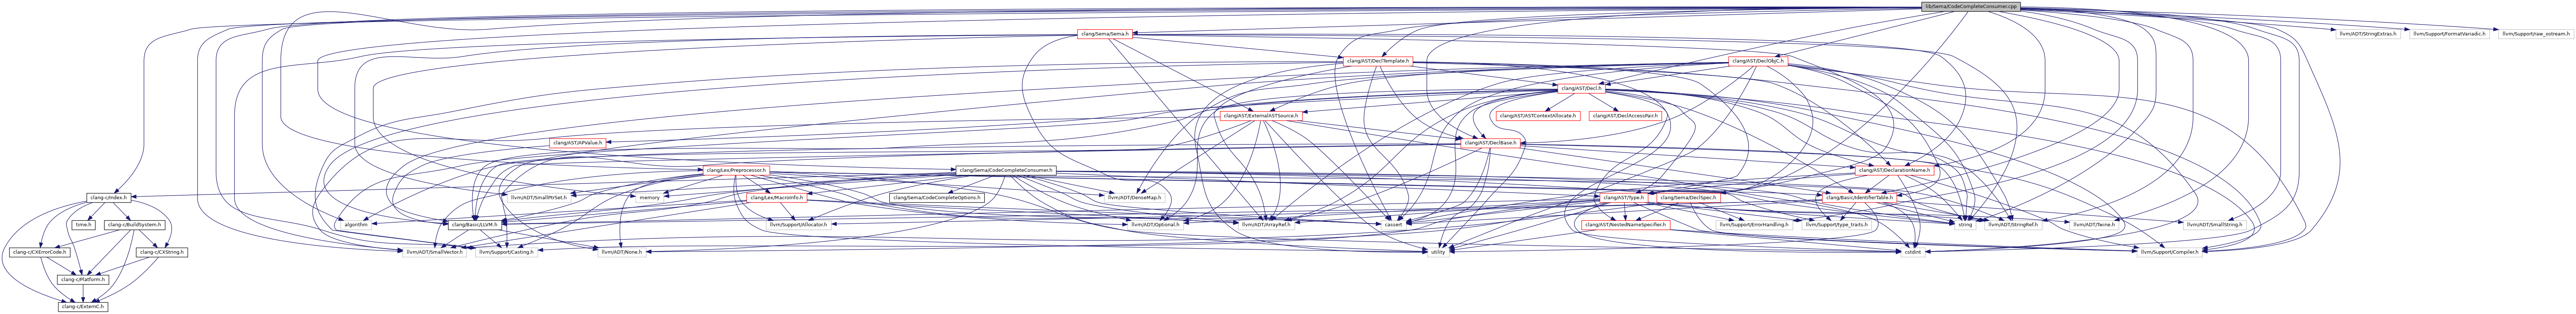 lib/Sema/CodeCompleteConsumer.cpp
clang/Sema/Sema.h
llvm/ADT/StringExtras.h
llvm/Support/FormatVariadic.h
llvm/Support/raw_ostream.h
clang/AST/DeclTemplate.h
clang/AST/DeclObjC.h
clang/AST/Decl.h
clang/AST/ExternalASTSource.h
clang/AST/ASTContextAllocate.h
clang/AST/DeclAccessPair.h
clang/AST/APValue.h
clang/AST/DeclBase.h
clang/Lex/Preprocessor.h
clang/Sema/CodeCompleteConsumer.h
clang/AST/DeclarationName.h
clang-c/Index.h
llvm/ADT/SmallPtrSet.h
memory
clang/Lex/MacroInfo.h
clang/Sema/CodeCompleteOptions.h
llvm/ADT/DenseMap.h
clang/AST/Type.h
clang/Sema/DeclSpec.h
clang/Basic/IdentifierTable.h
time.h
clang-c/BuildSystem.h
algorithm
clang/Basic/LLVM.h
llvm/Support/Allocator.h
llvm/ADT/Optional.h
llvm/ADT/ArrayRef.h
cassert
clang/AST/NestedNameSpecifier.h
llvm/Support/ErrorHandling.h
llvm/Support/type_traits.h
string
llvm/ADT/StringRef.h
llvm/ADT/Twine.h
llvm/ADT/SmallString.h
clang-c/CXErrorCode.h
clang-c/CXString.h
llvm/ADT/SmallVector.h
llvm/Support/Casting.h
llvm/ADT/None.h
utility
cstdint
llvm/Support/Compiler.h
clang-c/Platform.h
clang-c/ExternC.h